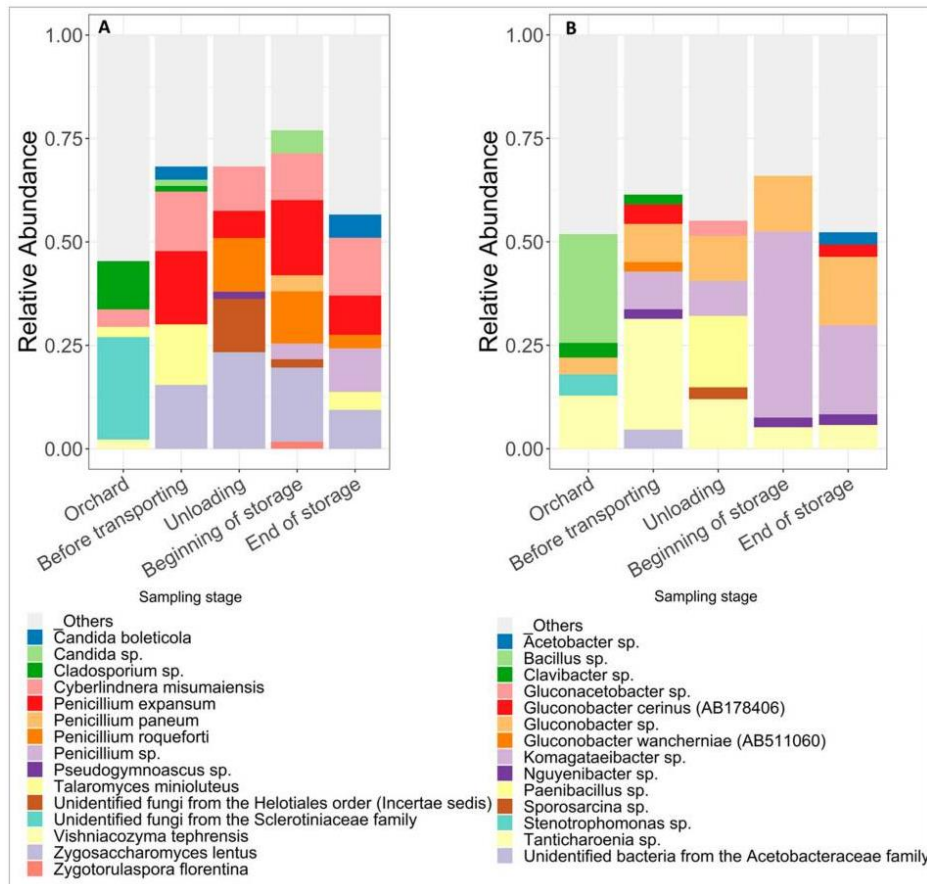 A
B
1.00
0.75
0.50
0.25
0.00
Relative Abundance
1.00
0.75
0.50
0.25
0.00
Relative Abundance
Orchard
Before transporting
Unloading
Beginning of storage
End of storage
Orchard
Before transporting
Unloading
Beginning of storage
End of storage
Sampling stage
_Others
Candida boleticola
Candida sp.
Cladosporium sp.
Cyberlindnera misumaiensis
Penicillium expansum
Penicillium paneum
Penicillium roqueforti
Penicillium sp.
Pseudogymnoascus sp.
Talaromyces minioluteus
Unidentified fungi from the Helotiales order (Incertae sedis)
Unidentified fungi from the Sclerotiniaceae family
Vishniacozyma tephrensis
Zygosaccharomyces lentus
Zygotorulaspora florentina
Sampling stage
_Others
Acetobacter sp.
Bacillus sp.
Clavibacter sp.
Gluconacetobacter sp.
Gluconobacter cerinus (AB178406)
Gluconobacter sp.
Gluconobacter wancherniae (AB511060)
Komagataeibacter sp.
Nguyenibacter sp.
Paenibacillus sp.
Sporosarcina sp.
Stenotrophomonas sp.
Tanticharoenia sp.
Unidentified bacteria from the Acetobacteraceae family